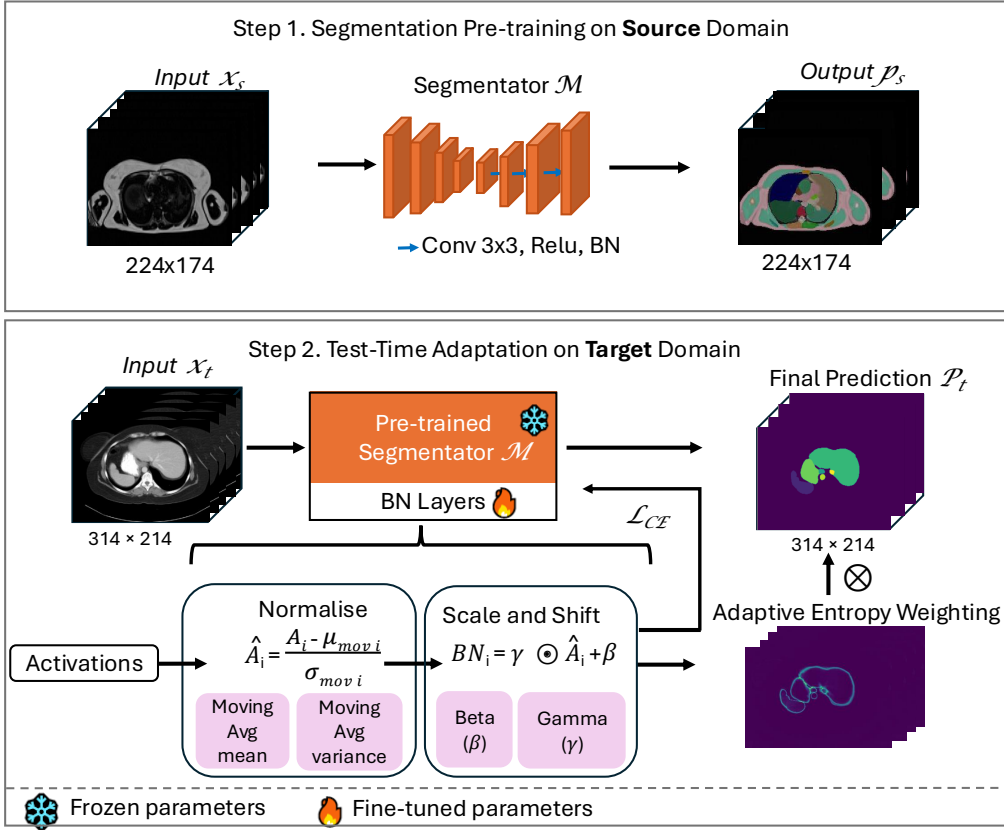 Step 1. Segmentation Pre-training on Source Domain
Input 𝓍ₛ
Segmentator ℳ
Output 𝓅ₛ
Conv 3x3, Relu, BN
224x174
224x174
Step 2. Test-Time Adaptation on Target Domain
Input 𝓍ₜ
Final Prediction 𝒫ₜ
Pre-trained
Segmentator ℳ
BN Layers
ℒ_CE
314 × 214
314 × 214
⊗
Adaptive Entropy Weighting
Normalise
Scale and Shift
Activations
Âᵢ = (Aᵢ - μ_mov i) / σ_mov i
BNᵢ = γ ⊙ Âᵢ + β
Moving
Avg
mean
Moving
Avg
variance
Beta
(β)
Gamma
(γ)
Frozen parameters
Fine-tuned parameters